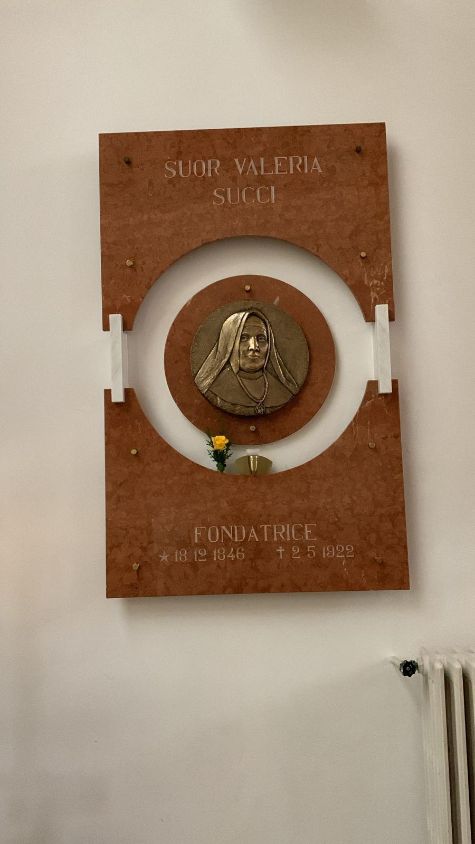 SUOR VALERIA
SUCCI
FONDATRICE
★ 18 12 1846 † 2 5 1922